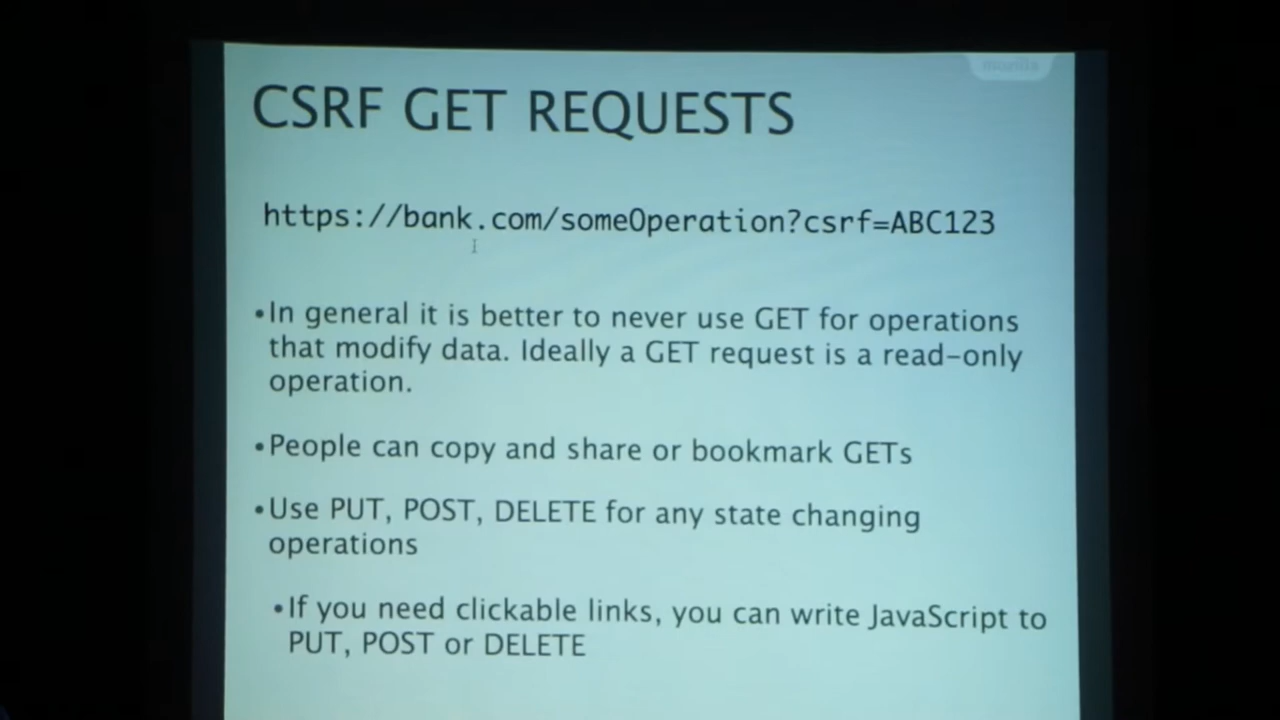 mozilla
CSRF GET REQUESTS
https://bank.com/someOperation?csrf=ABC123
•In general it is better to never use GET for operations
that modify data. Ideally a GET request is a read-only
operation.
•People can copy and share or bookmark GETs
•Use PUT, POST, DELETE for any state changing
operations
•If you need clickable links, you can write JavaScript to
PUT, POST or DELETE